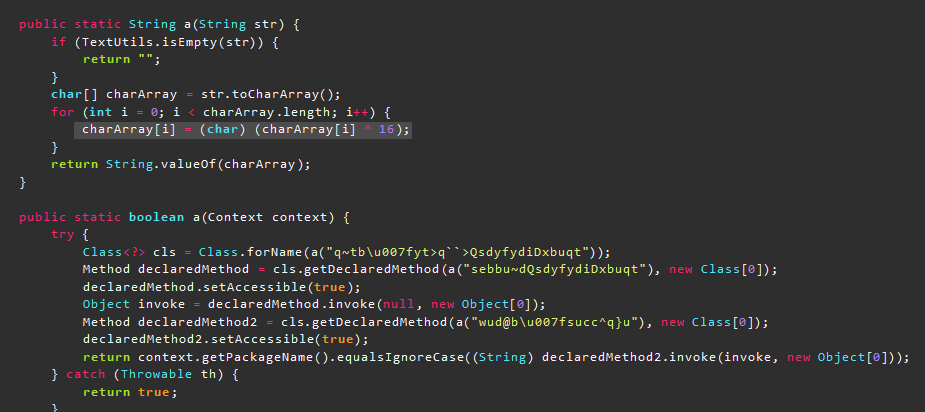 public static String a(String str) {
    if (TextUtils.isEmpty(str)) {
        return "";
    }
    char[] charArray = str.toCharArray();
    for (int i = 0; i < charArray.length; i++) {
        charArray[i] = (char) (charArray[i] ^ 16);
    }
    return String.valueOf(charArray);
}

public static boolean a(Context context) {
    try {
        Class<?> cls = Class.forName(a("q~tb\u007fyt>q``>QsdyfydiDxbuqt"));
        Method declaredMethod = cls.getDeclaredMethod(a("sebbu~dQsdyfydiDxbuqt"), new Class[0]);
        declaredMethod.setAccessible(true);
        Object invoke = declaredMethod.invoke(null, new Object[0]);
        Method declaredMethod2 = cls.getDeclaredMethod(a("wud@b\u007fsucc^q}u"), new Class[0]);
        declaredMethod2.setAccessible(true);
        return context.getPackageName().equalsIgnoreCase((String) declaredMethod2.invoke(invoke, new Object[0]));
    } catch (Throwable th) {
        return true;
    }